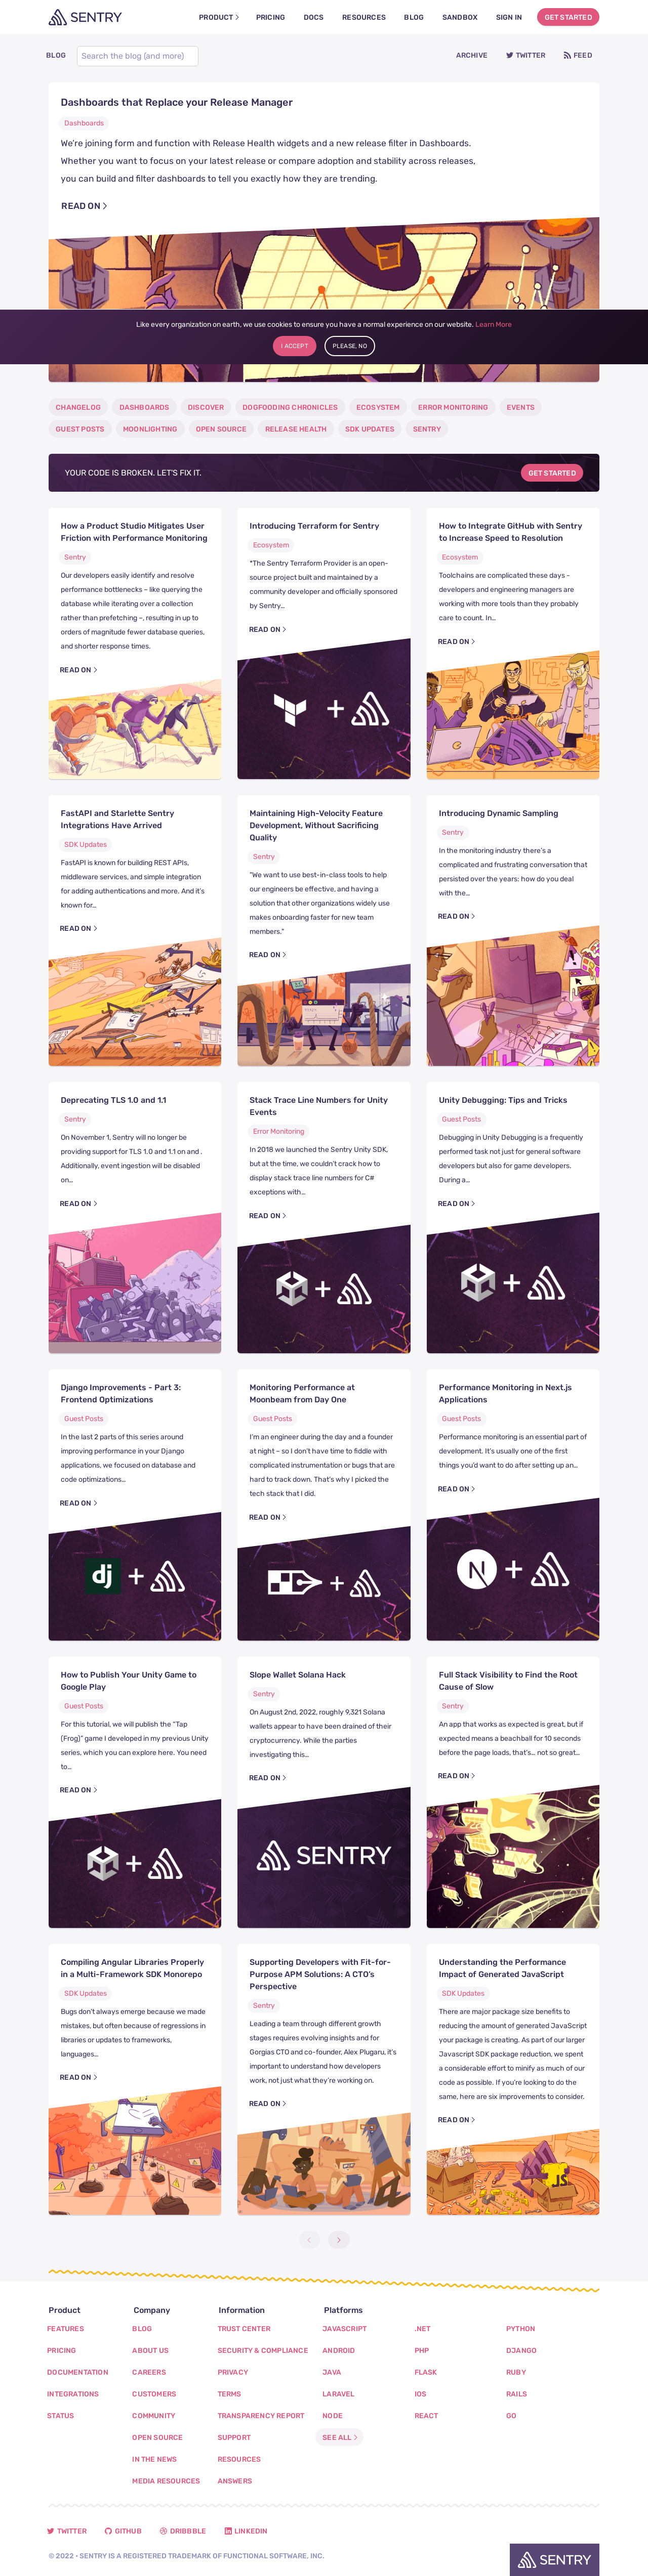 SENTRY
PRODUCT
PRICING
DOCS
RESOURCES
BLOG
SANDBOX
SIGN IN
GET STARTED
BLOG
Search the blog (and more)
ARCHIVE
TWITTER
FEED
Dashboards that Replace your Release Manager
Dashboards
We're joining form and function with Release Health widgets and a new release filter in Dashboards.
Whether you want to focus on your latest release or compare adoption and stability across releases,
you can build and filter dashboards to tell you exactly how they are trending.
READ ON
Like every organization on earth, we use cookies to ensure you have a normal experience on our website. Learn More
I ACCEPT
PLEASE, NO
CHANGELOG
DASHBOARDS
DISCOVER
DOGFOODING CHRONICLES
ECOSYSTEM
ERROR MONITORING
EVENTS
GUEST POSTS
MOONLIGHTING
OPEN SOURCE
RELEASE HEALTH
SDK UPDATES
SENTRY
YOUR CODE IS BROKEN. LET'S FIX IT.
GET STARTED
How a Product Studio Mitigates User
Friction with Performance Monitoring
Sentry
Our developers easily identify and resolve
performance bottlenecks – like querying the
database while iterating over a collection
rather than prefetching –, resulting in up to
orders of magnitude fewer database queries,
and shorter response times.
READ ON
Introducing Terraform for Sentry
Ecosystem
*The Sentry Terraform Provider is an open-
source project built and maintained by a
community developer and officially sponsored
by Sentry…
READ ON
How to Integrate GitHub with Sentry
to Increase Speed to Resolution
Ecosystem
Toolchains are complicated these days -
developers and engineering managers are
working with more tools than they probably
care to count. In…
READ ON
FastAPI and Starlette Sentry
Integrations Have Arrived
SDK Updates
FastAPI is known for building REST APIs,
middleware services, and simple integration
for adding authentications and more. And it's
known for…
READ ON
Maintaining High-Velocity Feature
Development, Without Sacrificing
Quality
Sentry
"We want to use best-in-class tools to help
our engineers be effective, and having a
solution that other organizations widely use
makes onboarding faster for new team
members."
READ ON
Introducing Dynamic Sampling
Sentry
In the monitoring industry there's a
complicated and frustrating conversation that
persisted over the years: how do you deal
with the…
READ ON
Deprecating TLS 1.0 and 1.1
Sentry
On November 1, Sentry will no longer be
providing support for TLS 1.0 and 1.1 on and .
Additionally, event ingestion will be disabled
on…
READ ON
Stack Trace Line Numbers for Unity
Events
Error Monitoring
In 2018 we launched the Sentry Unity SDK,
but at the time, we couldn't crack how to
display stack trace line numbers for C#
exceptions with…
READ ON
Unity Debugging: Tips and Tricks
Guest Posts
Debugging in Unity Debugging is a frequently
performed task not just for general software
developers but also for game developers.
During a…
READ ON
Django Improvements - Part 3:
Frontend Optimizations
Guest Posts
In the last 2 parts of this series around
improving performance in your Django
applications, we focused on database and
code optimizations…
READ ON
dj
Monitoring Performance at
Moonbeam from Day One
Guest Posts
I'm an engineer during the day and a founder
at night – so I don't have time to fiddle with
complicated instrumentation or bugs that are
hard to track down. That's why I picked the
tech stack that I did.
READ ON
Performance Monitoring in Next.js
Applications
Guest Posts
Performance monitoring is an essential part of
development. It's usually one of the first
things you'd want to do after setting up an…
READ ON
How to Publish Your Unity Game to
Google Play
Guest Posts
For this tutorial, we will publish the "Tap
(Frog)" game I developed in my previous Unity
series, which you can explore here. You need
to…
READ ON
Slope Wallet Solana Hack
Sentry
On August 2nd, 2022, roughly 9,321 Solana
wallets appear to have been drained of their
cryptocurrency. While the parties
investigating this…
READ ON
SENTRY
Full Stack Visibility to Find the Root
Cause of Slow
Sentry
An app that works as expected is great, but if
expected means a beachball for 10 seconds
before the page loads, that's… not so great…
READ ON
Compiling Angular Libraries Properly
in a Multi-Framework SDK Monorepo
SDK Updates
Bugs don't always emerge because we made
mistakes, but often because of regressions in
libraries or updates to frameworks,
languages…
READ ON
Supporting Developers with Fit-for-
Purpose APM Solutions: A CTO's
Perspective
Sentry
Leading a team through different growth
stages requires evolving insights and for
Gorgias CTO and co-founder, Alex Plugaru, it's
important to understand how developers
work, not just what they're working on.
READ ON
Understanding the Performance
Impact of Generated JavaScript
SDK Updates
There are major package size benefits to
reducing the amount of generated JavaScript
your package is creating. As part of our larger
Javascript SDK package reduction, we spent
a considerable effort to minify as much of our
code as possible. If you're looking to do the
same, here are six improvements to consider.
READ ON
JS
Product
FEATURES
PRICING
DOCUMENTATION
INTEGRATIONS
STATUS
Company
BLOG
ABOUT US
CAREERS
CUSTOMERS
COMMUNITY
OPEN SOURCE
IN THE NEWS
MEDIA RESOURCES
Information
TRUST CENTER
SECURITY & COMPLIANCE
PRIVACY
TERMS
TRANSPARENCY REPORT
SUPPORT
RESOURCES
ANSWERS
Platforms
JAVASCRIPT
ANDROID
JAVA
LARAVEL
NODE
SEE ALL
.NET
PHP
FLASK
IOS
REACT
PYTHON
DJANGO
RUBY
RAILS
GO
TWITTER
GITHUB
DRIBBBLE
LINKEDIN
© 2022 • SENTRY IS A REGISTERED TRADEMARK OF FUNCTIONAL SOFTWARE, INC.
SENTRY